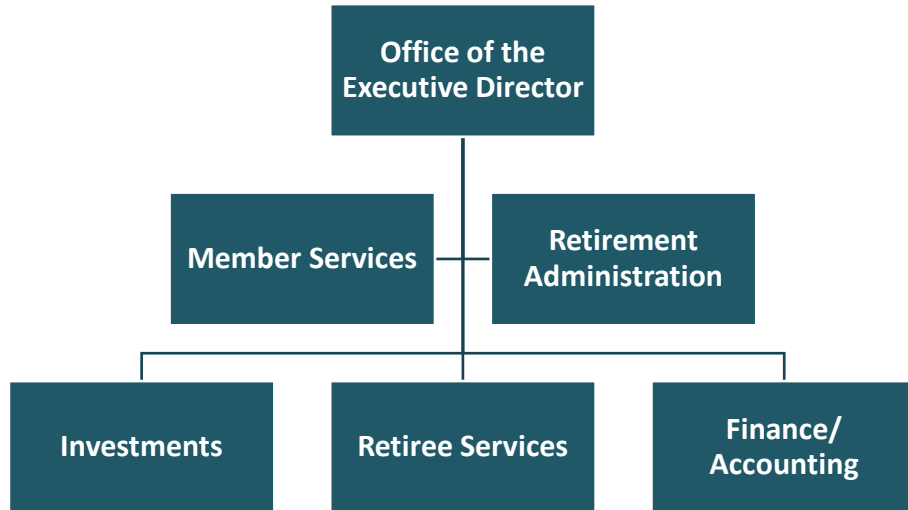 Office of the
Executive Director
Member Services
Retirement
Administration
Investments
Retiree Services
Finance/
Accounting